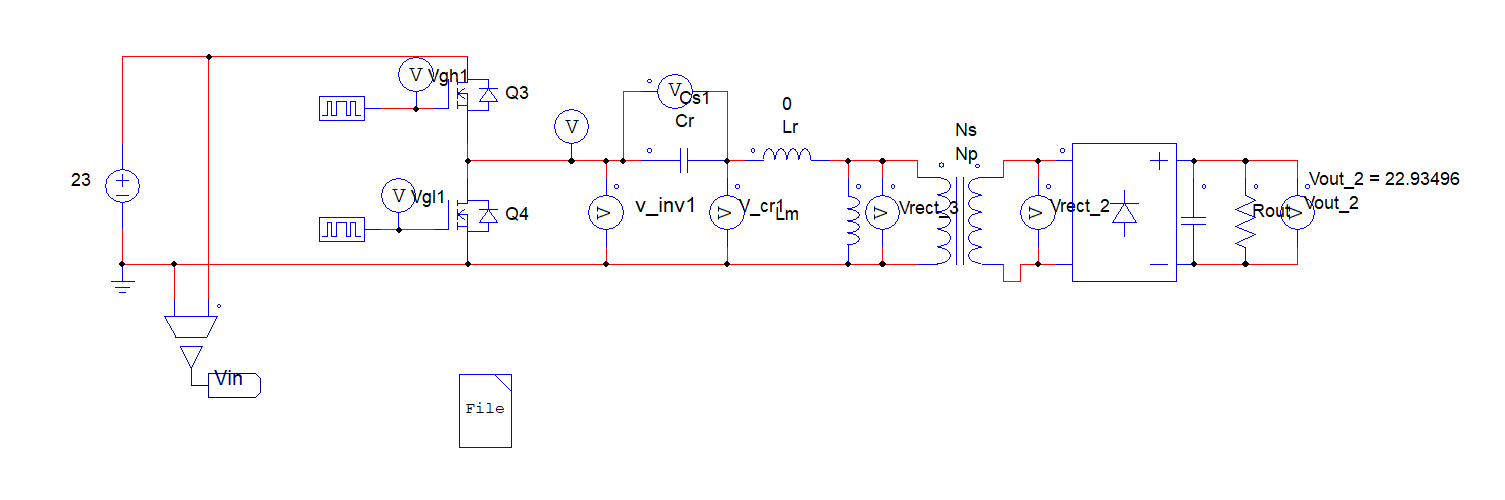 V
Vgh1
Q3
V
Cs1
Cr
0
Lr
V
Ns
Np
23
+
−
V
Vgl1
Q4
V
v_inv1
V
V_cr1
Lm
V
Vrect_3
V
Vrect_2
+
−
Rout
V
Vout_2 = 22.93496
Vout_2
Vin
File